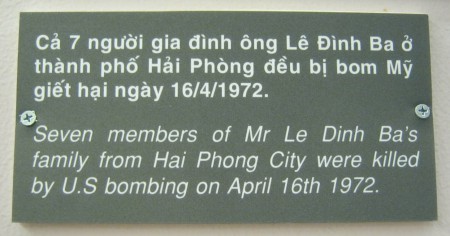 Cả 7 người gia đình ông Lê Đình Ba ở
thành phố Hải Phòng đều bị bom Mỹ
giết hại ngày 16/4/1972.
Seven members of Mr Le Dinh Ba's
family from Hai Phong City were killed
by U.S bombing on April 16th 1972.